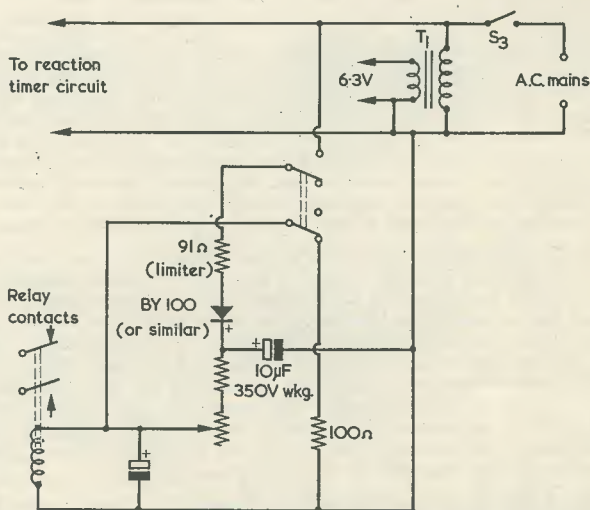 To reaction
timer circuit
T1
S3
6·3V
A.C. mains
91Ω
(limiter)
Relay
contacts
BY 100
(or similar)
+
+
10μF
350V wkg.
100Ω
+